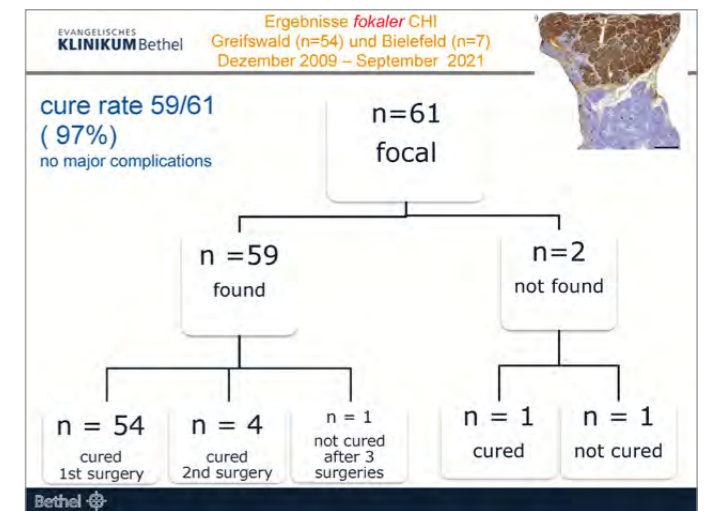 EVANGELISCHES
KLINIKUM Bethel
Ergebnisse fokaler CHI
Greifswald (n=54) und Bielefeld (n=7)
Dezember 2009 – September 2021
cure rate 59/61
( 97%)
no major complications
n=61
focal
n =59
found
n=2
not found
n = 54
cured
1st surgery
n = 4
cured
2nd surgery
n = 1
not cured
after 3
surgeries
n = 1
cured
n = 1
not cured
Bethel